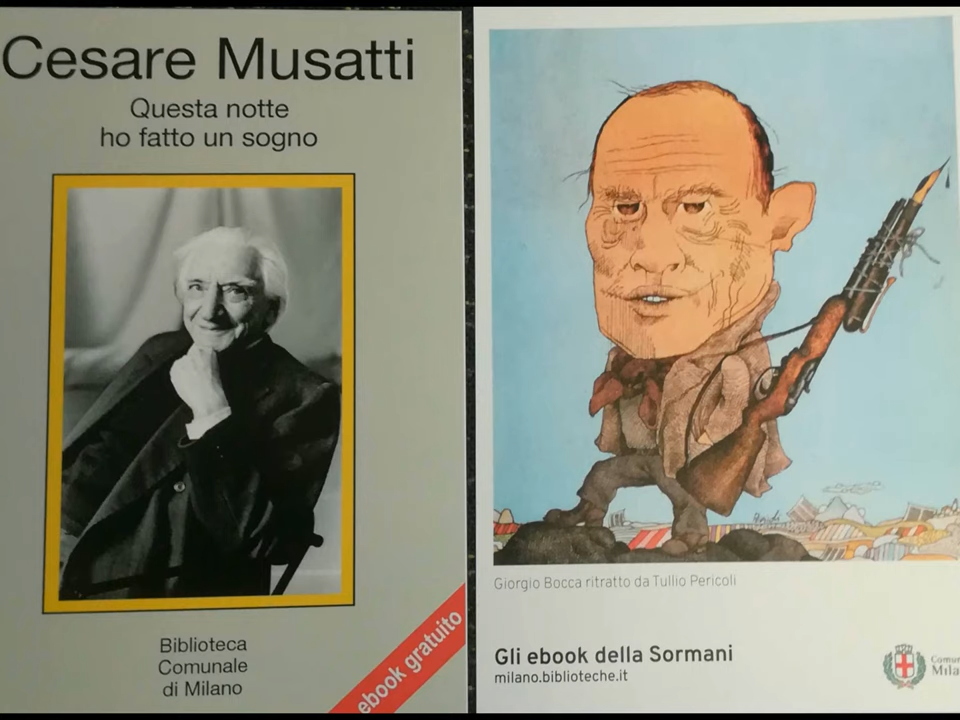 Cesare Musatti
Questa notte
ho fatto un sogno
Biblioteca
Comunale
di Milano
ebook gratuito
Giorgio Bocca ritratto da Tullio Pericoli
Gli ebook della Sormani
milano.biblioteche.it